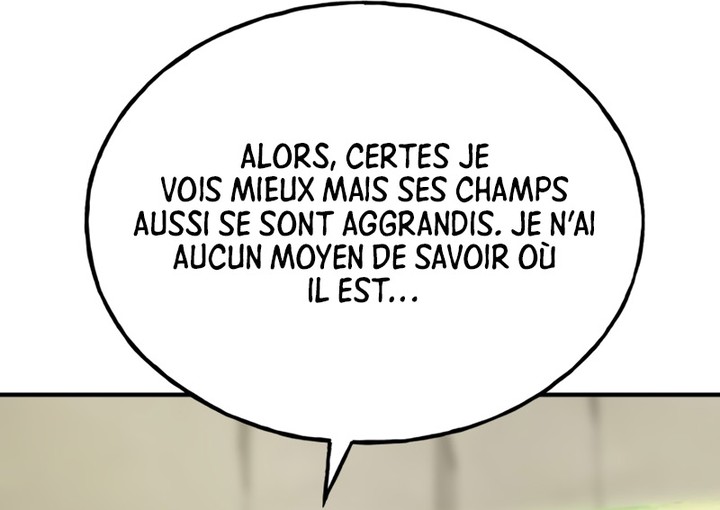 ALORS, CERTES JE
VOIS MIEUX MAIS SES CHAMPS
AUSSI SE SONT AGGRANDIS. JE N'AI
AUCUN MOYEN DE SAVOIR OÙ
IL EST...